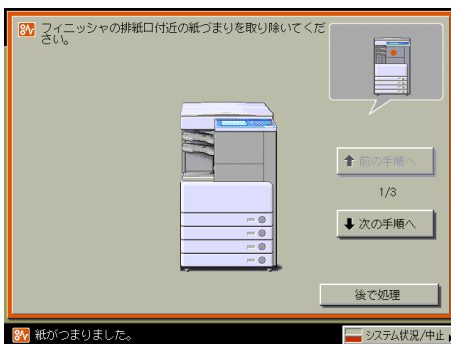 フィニッシャの排紙口付近の紙づまりを取り除いてくだ
さい。
前の手順へ
1/3
次の手順へ
後で処理
紙がつまりました。
システム状況/中止